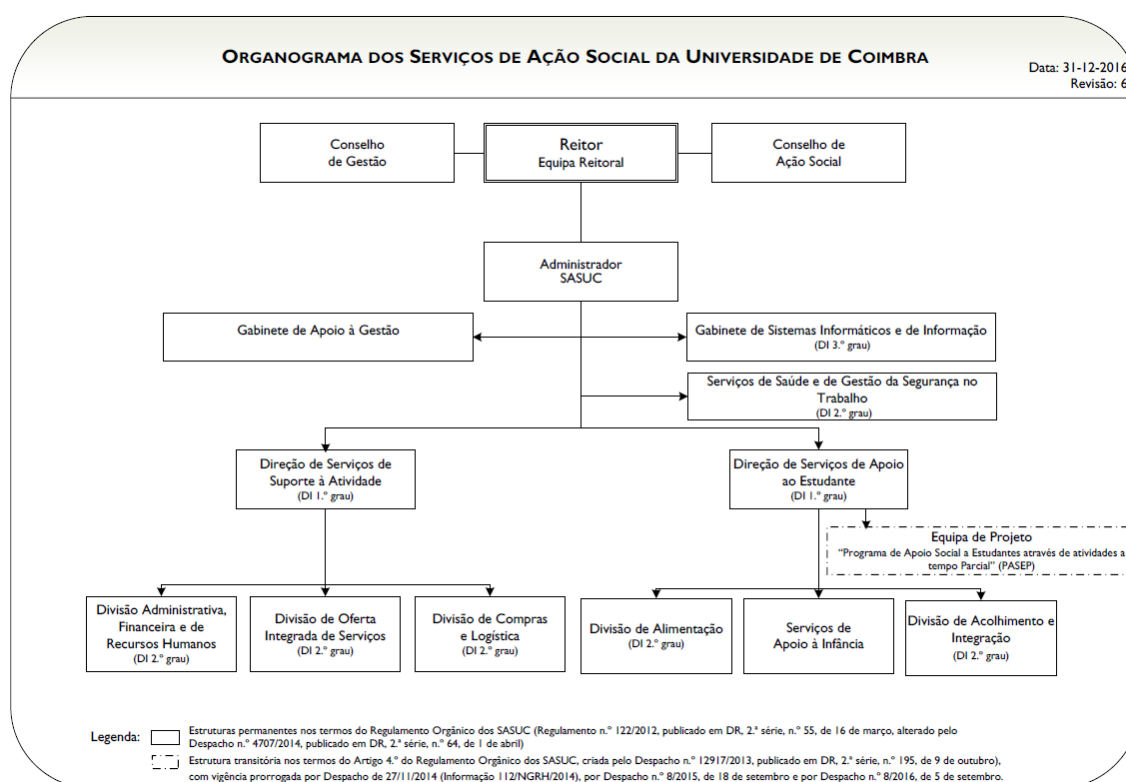 ORGANOGRAMA DOS SERVIÇOS DE AÇÃO SOCIAL DA UNIVERSIDADE DE COIMBRA
Data: 31-12-2016
Revisão: 6
Conselho
de Gestão
Reitor
Equipa Reitoral
Conselho de
Ação Social
Administrador
SASUC
Gabinete de Apoio à Gestão
Gabinete de Sistemas Informáticos e de Informação
(DI 3.º grau)
Serviços de Saúde e de Gestão da Segurança no
Trabalho
(DI 2.º grau)
Direção de Serviços de
Suporte à Atividade
(DI 1.º grau)
Direção de Serviços de Apoio
ao Estudante
(DI 1.º grau)
Equipa de Projeto
"Programa de Apoio Social a Estudantes através de atividades a
tempo Parcial" (PASEP)
Divisão Administrativa,
Financeira e de
Recursos Humanos
(DI 2.º grau)
Divisão de Oferta
Integrada de Serviços
(DI 2.º grau)
Divisão de Compras
e Logística
(DI 2.º grau)
Divisão de Alimentação
(DI 2.º grau)
Serviços de
Apoio à Infância
Divisão de Acolhimento e
Integração
(DI 2.º grau)
Legenda:
Estruturas permanentes nos termos do Regulamento Orgânico dos SASUC (Regulamento n.º 122/2012, publicado em DR, 2.ª série, n.º 55, de 16 de março, alterado pelo
Despacho n.º 4707/2014, publicado em DR, 2.ª série, n.º 64, de 1 de abril)
Estrutura transitória nos termos do Artigo 4.º do Regulamento Orgânico dos SASUC, criada pelo Despacho n.º 12917/2013, publicado em DR, 2.ª série, n.º 195, de 9 de outubro),
com vigência prorrogada por Despacho de 27/11/2014 (Informação 112/NGRH/2014), por Despacho n.º 8/2015, de 18 de setembro e por Despacho n.º 8/2016, de 5 de setembro.